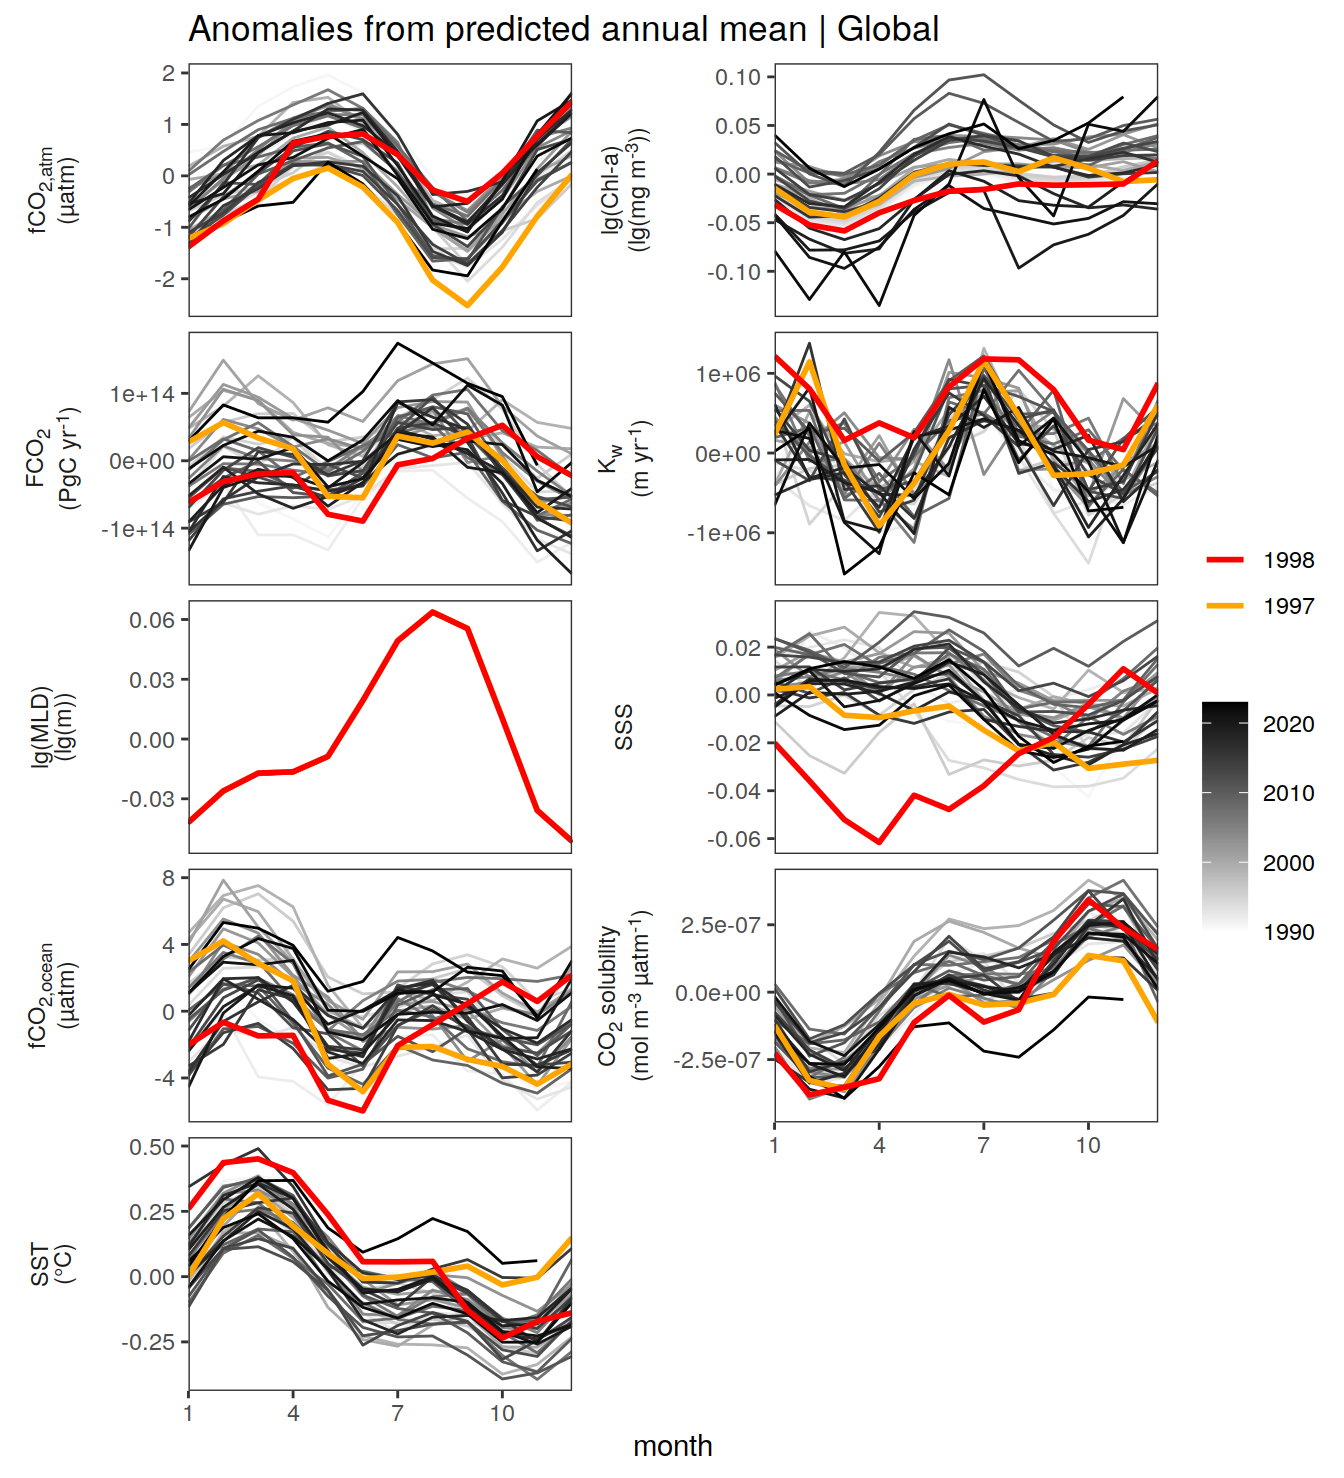 Anomalies from predicted annual mean | Global
fCO2,atm
(µatm)
2
1
0
-1
-2
lg(Chl-a)
(lg(mg m-3))
0.10
0.05
0.00
-0.05
-0.10
FCO2
(PgC yr-1)
1e+14
0e+00
-1e+14
Kw
(m yr-1)
1e+06
0e+00
-1e+06
lg(MLD)
(lg(m))
0.06
0.03
0.00
-0.03
SSS
0.02
0.00
-0.02
-0.04
-0.06
fCO2,ocean
(µatm)
8
4
0
-4
CO2 solubility
(mol m-3 µatm-1)
2.5e-07
0.0e+00
-2.5e-07
1 4 7 10
SST
(°C)
0.50
0.25
0.00
-0.25
1 4 7 10
month
1998
1997
2020
2010
2000
1990